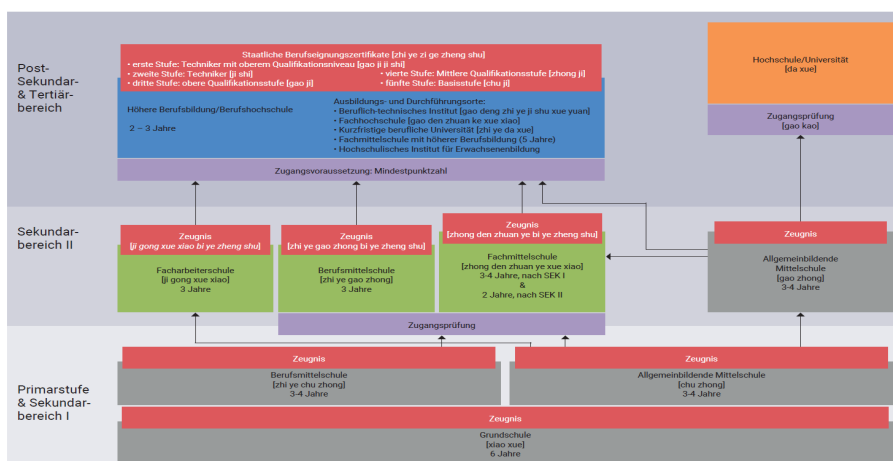 Post-
Sekundar-
& Tertiär-
bereich
Staatliche Berufseignungszertifikate [zhi ye zi ge zheng shu]
• erste Stufe: Techniker mit oberem Qualifikationsniveau [gao ji ji shi]
• zweite Stufe: Techniker [ji shi]
• dritte Stufe: obere Qualifikationsstufe [gao ji]
• vierte Stufe: Mittlere Qualifikationsstufe [zhong ji]
• fünfte Stufe: Basisstufe [chu ji]
Höhere Berufsbildung/Berufshochschule
2 – 3 Jahre
Ausbildungs- und Durchführungsorte:
• Beruflich-technisches Institut [gao deng zhi ye ji shu xue yuan]
• Fachhochschule [gao den zhuan ke xue xiao]
• Kurzfristige berufliche Universität [zhi ye da xue]
• Fachmittelschule mit höherer Berufsbildung (5 Jahre)
• Hochschulisches Institut für Erwachsenenbildung
Zugangsvoraussetzung: Mindestpunktzahl
Hochschule/Universität
[da xue]
Zugangsprüfung
[gao kao]
Sekundar-
bereich II
Zeugnis
[ji gong xue xiao bi ye zheng shu]
Facharbeiterschule
[ji gong xue xiao]
3 Jahre
Zeugnis
[zhi ye gao zhong bi ye zheng shu]
Berufsmittelschule
[zhi ye gao zhong]
3 Jahre
Zeugnis
[zhong den zhuan ye bi ye zheng shu]
Fachmittelschule
[zhong den zhuan ye xue xiao]
3-4 Jahre, nach SEK I
&
2 Jahre, nach SEK II
Zeugnis
Allgemeinbildende
Mittelschule
[gao zhong]
3-4 Jahre
Zugangsprüfung
Primarstufe
& Sekundar-
bereich I
Zeugnis
Berufsmittelschule
[zhi ye chu zhong]
3-4 Jahre
Zeugnis
Allgemeinbildende Mittelschule
[chu zhong]
3-4 Jahre
Zeugnis
Grundschule
[xiao xue]
6 Jahre